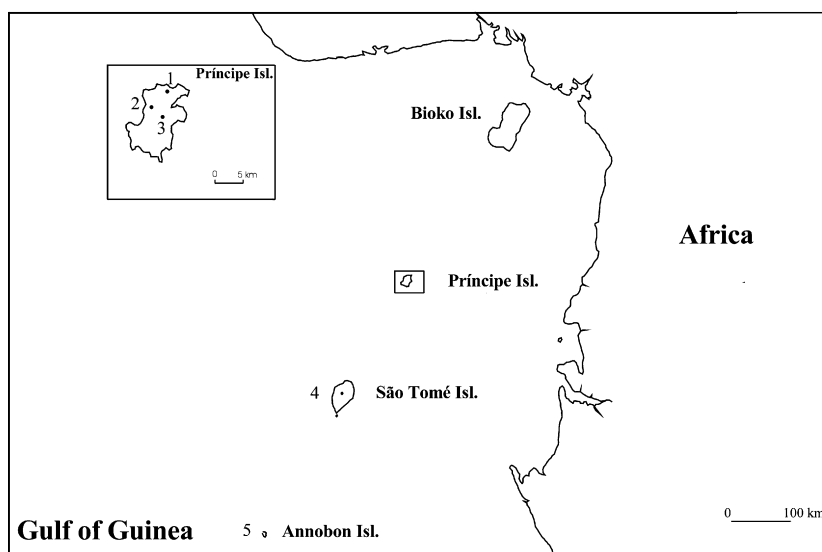 1
Príncipe Isl.
2
3
0 5 km
Bioko Isl.
Africa
Príncipe Isl.
4 São Tomé Isl.
0 100 km
Gulf of Guinea
5 Annobon Isl.